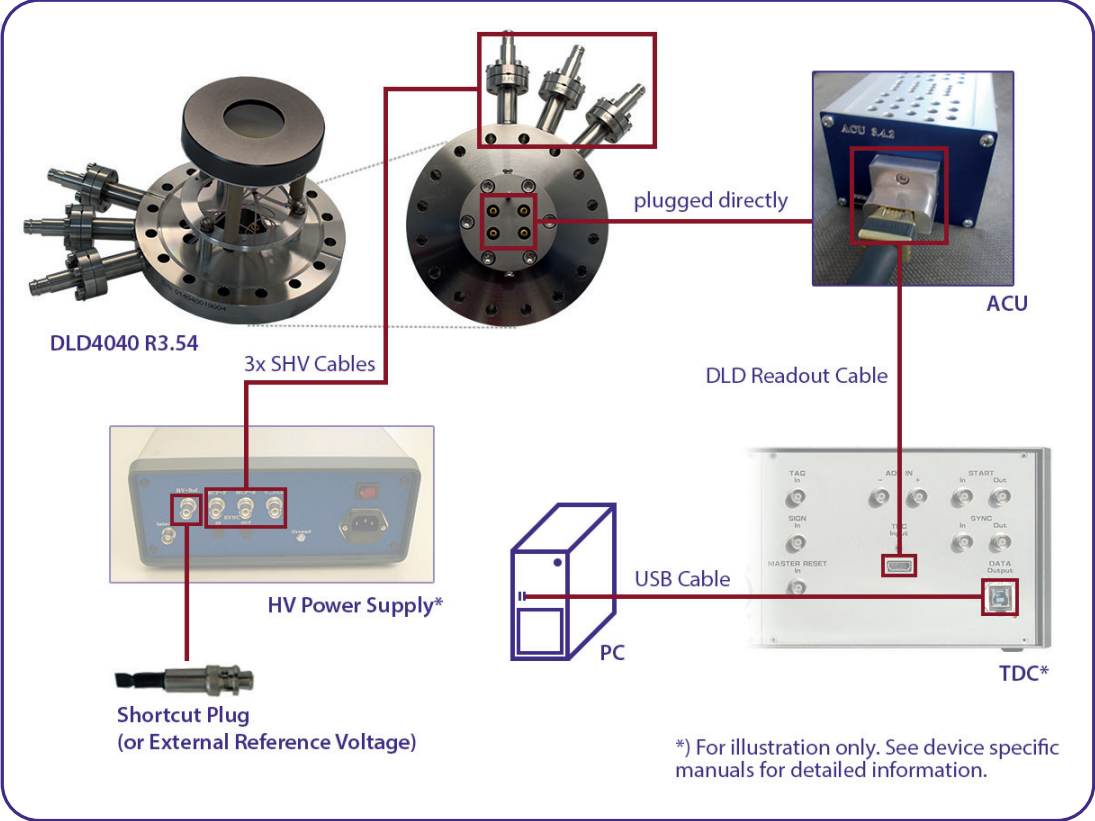 ACU 3.4.2
plugged directly
ACU
DLD4040 R3.54
3x SHV Cables
DLD Readout Cable
TAG
In
ADC IN
- +
START
In Out
SIGN
In
TDC
Input
SYNC
In Out
MASTER RESET
In
DATA
Output
HV Power Supply*
USB Cable
PC
TDC*
Shortcut Plug
(or External Reference Voltage)
*) For illustration only. See device specific
manuals for detailed information.